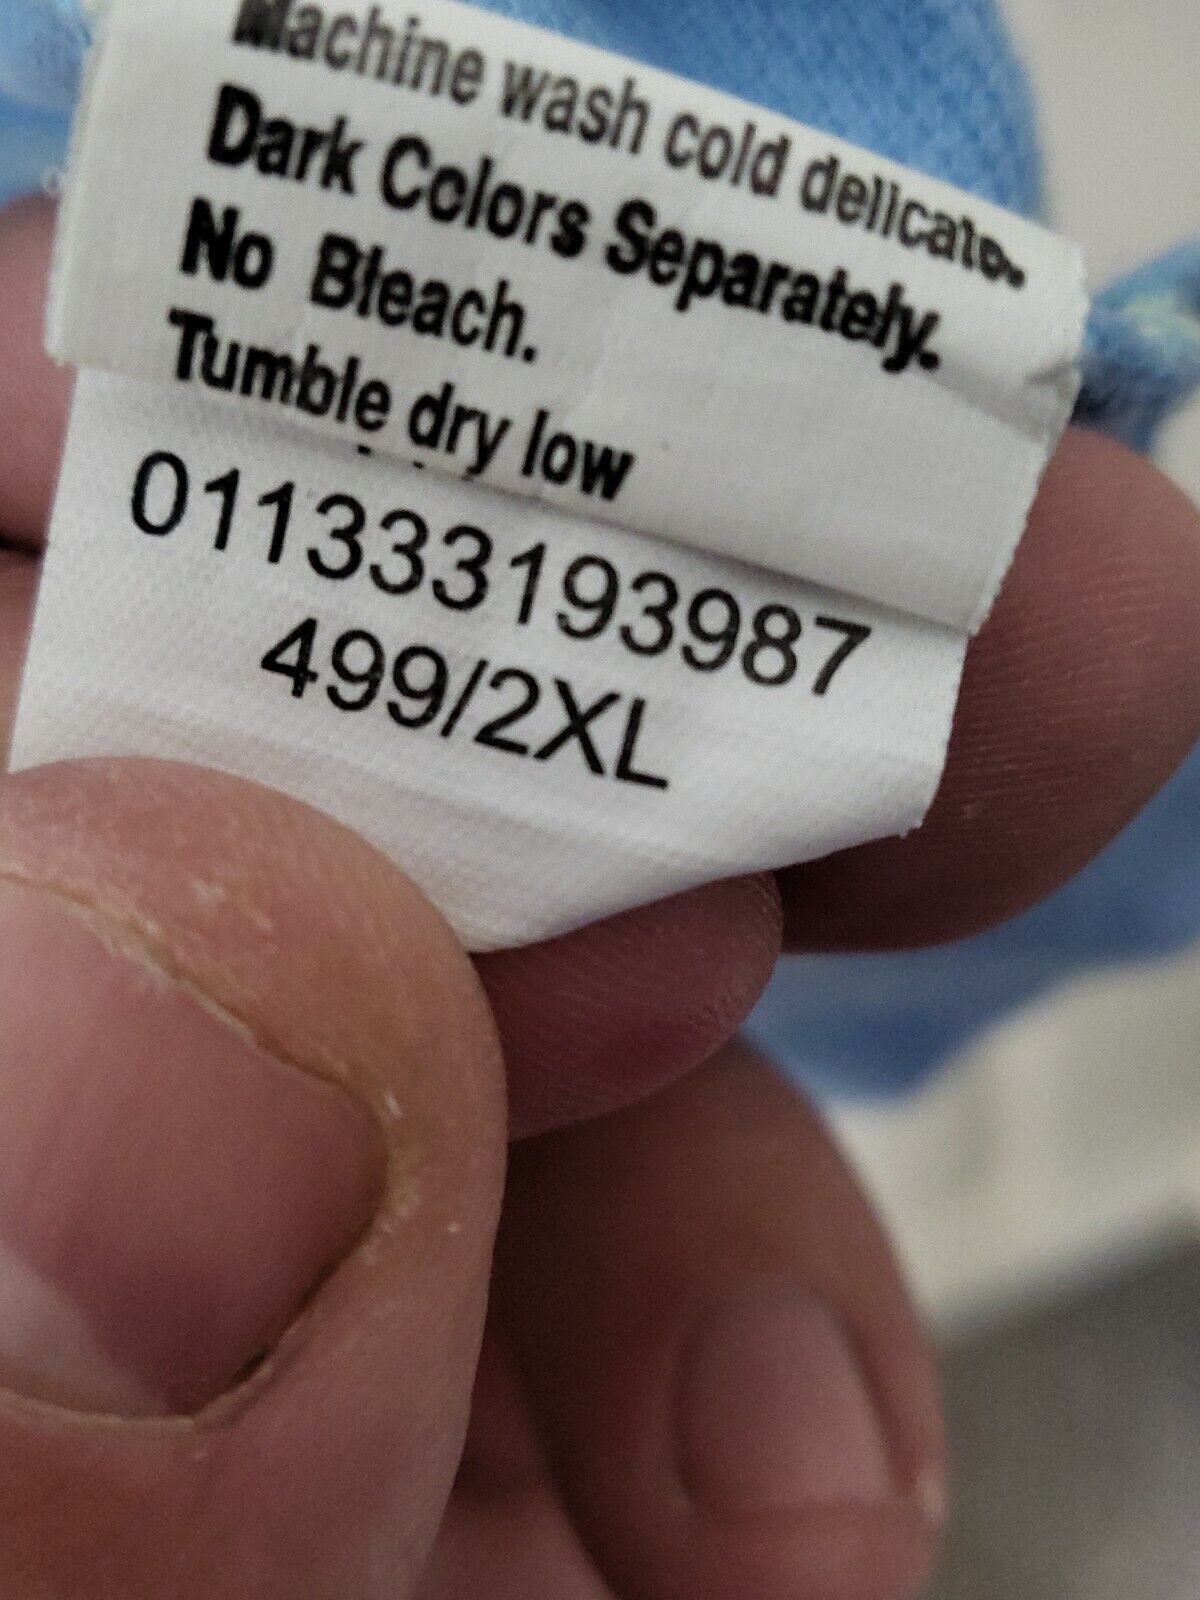 Machine wash cold delicate.
Dark Colors Separately.
No Bleach.
Tumble dry low
011333193987
499/2XL